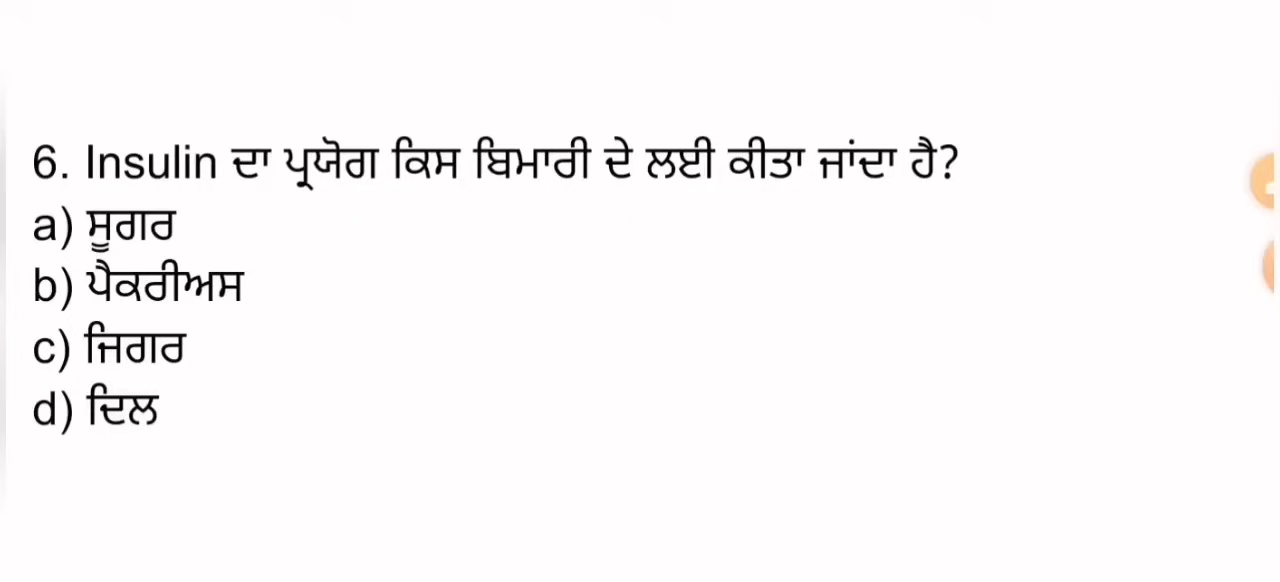 6. Insulin ਦਾ ਪ੍ਰਯੋਗ ਕਿਸ ਬਿਮਾਰੀ ਦੇ ਲਈ ਕੀਤਾ ਜਾਂਦਾ ਹੈ?
a) ਸੂਗਰ
b) ਪੈਕਰੀਅਸ
c) ਜਿਗਰ
d) ਦਿਲ